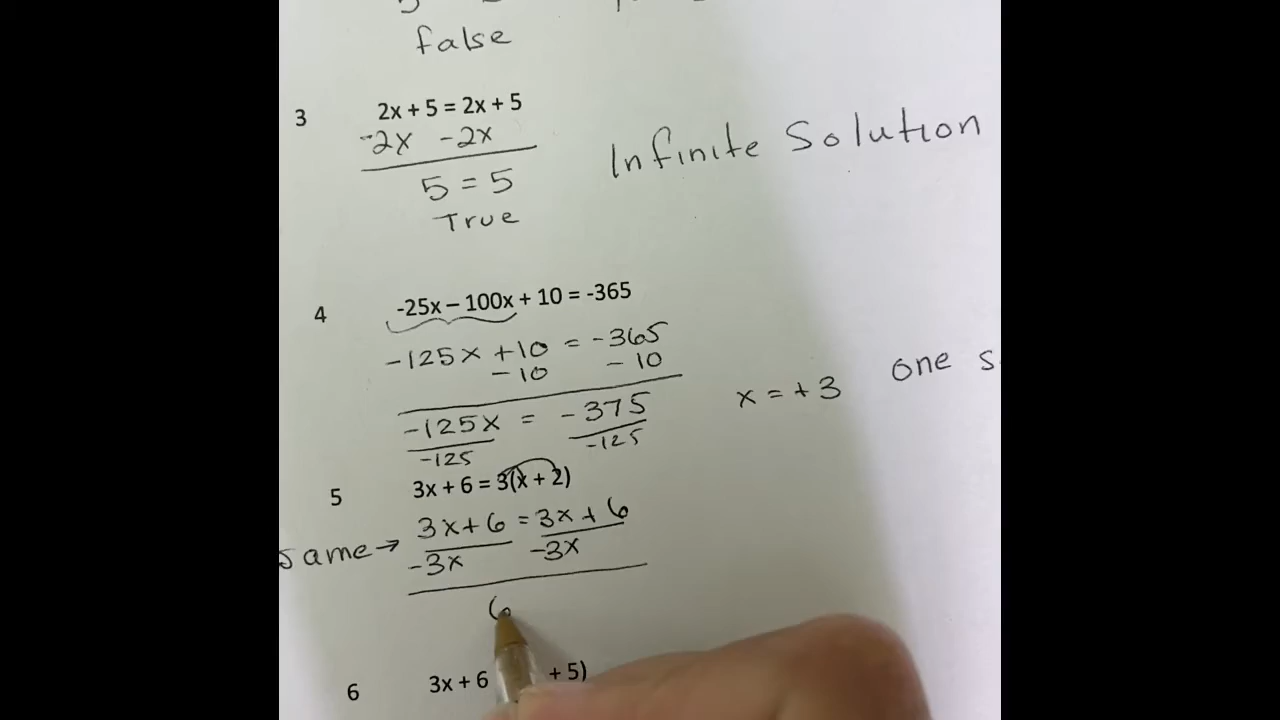 false
3 2x + 5 = 2x + 5
-2x -2x
5 = 5
True
Infinite Solution
4 -25x – 100x + 10 = -365
-125x +10 = -365
-10 -10
-125x = -375
-125 -125
x = +3 one s
5 3x + 6 = 3(x + 2)
same → 3x+6 = 3x + 6
-3x -3x
6
6 3x + 6 + 5)